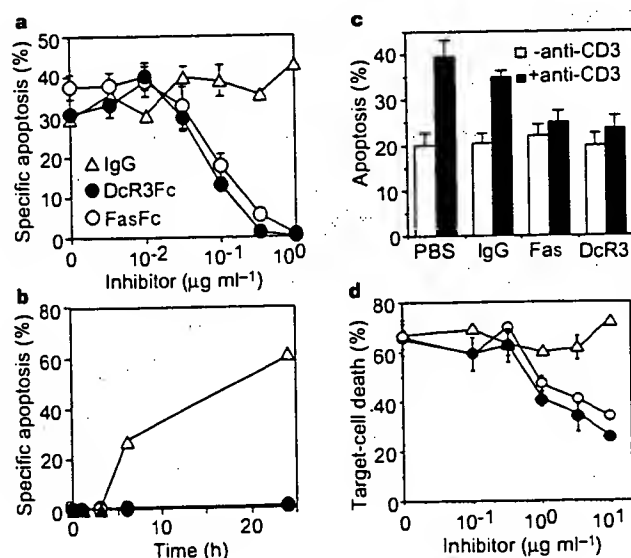 a
Specific apoptosis (%)
50
40
30
20
10
0
IgG
DcR3Fc
FasFc
0 10-2 10-1 100
Inhibitor (µg ml–1)
b
Specific apoptosis (%)
80
60
40
20
0
0 10 20
Time (h)
c
Apoptosis (%)
40
30
20
10
0
-anti-CD3
+anti-CD3
PBS IgG Fas DcR3
d
Target-cell death (%)
80
60
40
20
0
0 10-1 100 101
Inhibitor (µg ml–1)